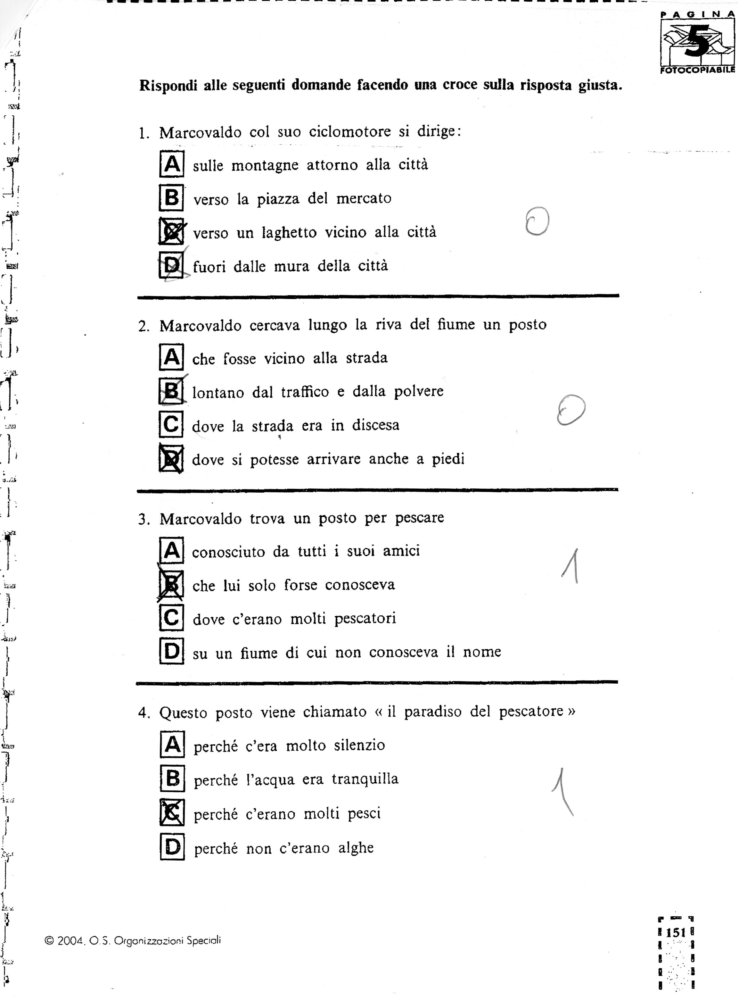 PAGINA
5
FOTOCOPIABILE
Rispondi alle seguenti domande facendo una croce sulla risposta giusta.
1. Marcovaldo col suo ciclomotore si dirige:
A sulle montagne attorno alla città
B verso la piazza del mercato
C verso un laghetto vicino alla città
0
D fuori dalle mura della città
2. Marcovaldo cercava lungo la riva del fiume un posto
A che fosse vicino alla strada
B lontano dal traffico e dalla polvere
0
C dove la strada era in discesa
D dove si potesse arrivare anche a piedi
3. Marcovaldo trova un posto per pescare
A conosciuto da tutti i suoi amici
1
B che lui solo forse conosceva
C dove c'erano molti pescatori
D su un fiume di cui non conosceva il nome
4. Questo posto viene chiamato « il paradiso del pescatore »
A perché c'era molto silenzio
B perché l'acqua era tranquilla
1
C perché c'erano molti pesci
D perché non c'erano alghe
© 2004, O.S. Organizzazioni Speciali
151